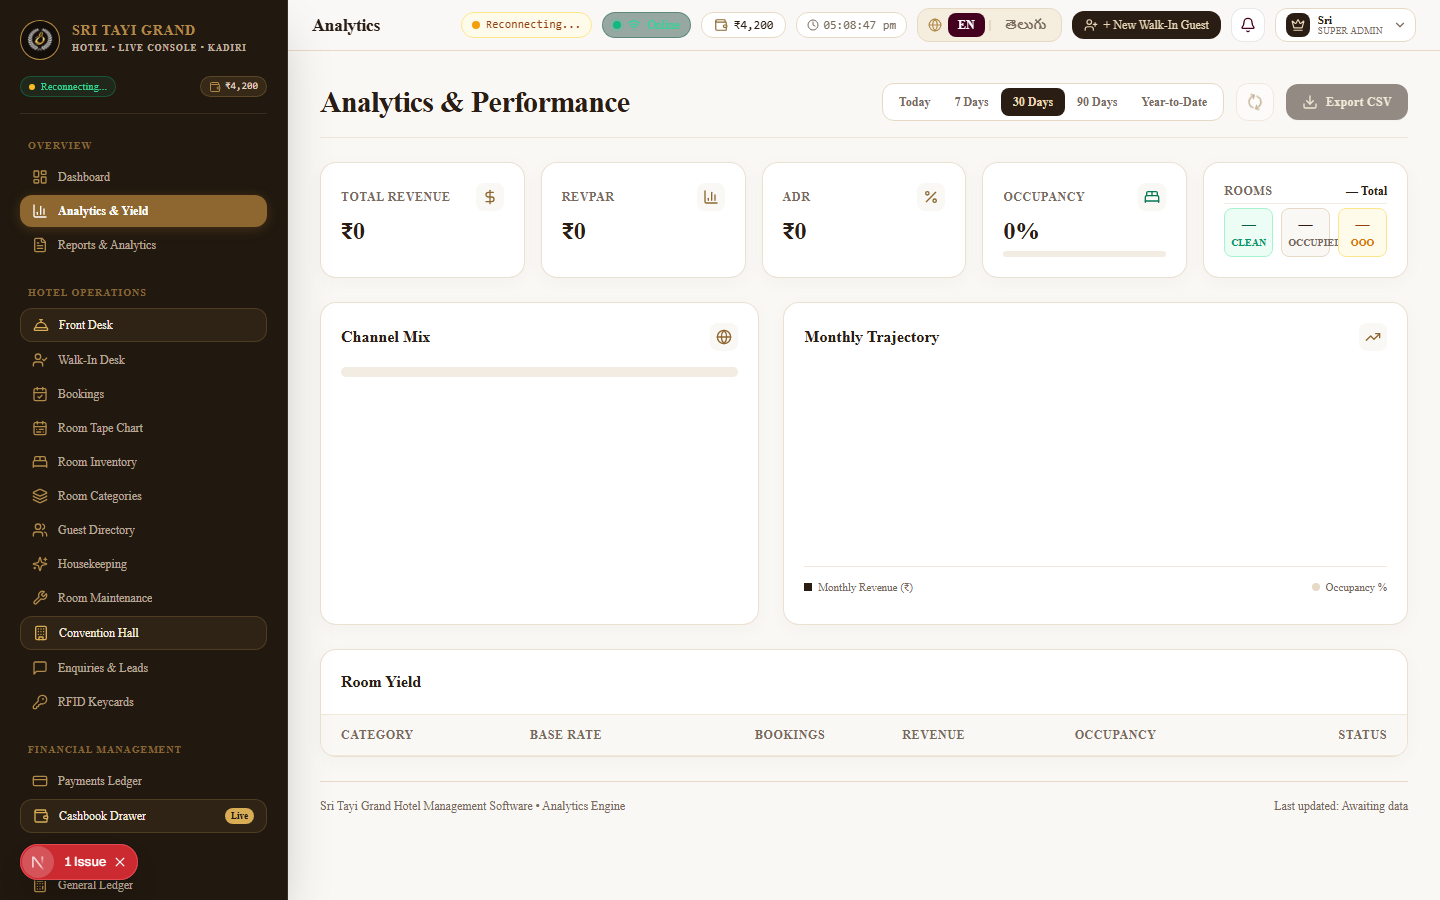 SRI TAYI GRAND
HOTEL • LIVE CONSOLE • KADIRI
Reconnecting...
₹4,200
OVERVIEW
Dashboard
Analytics & Yield
Reports & Analytics
HOTEL OPERATIONS
Front Desk
Walk-In Desk
Bookings
Room Tape Chart
Room Inventory
Room Categories
Guest Directory
Housekeeping
Room Maintenance
Convention Hall
Enquiries & Leads
RFID Keycards
FINANCIAL MANAGEMENT
Payments Ledger
Cashbook Drawer Live
1 Issue
General Ledger
Analytics
Reconnecting...
Online
₹4,200
05:08:47 pm
EN
తెలుగు
+ New Walk-In Guest
Sri
SUPER ADMIN
Analytics & Performance
Today 7 Days 30 Days 90 Days Year-to-Date
Export CSV
TOTAL REVENUE
₹0
REVPAR
₹0
ADR
₹0
OCCUPANCY
0%
ROOMS — Total
— — —
CLEAN OCCUPIED OOO
Channel Mix
Monthly Trajectory
Monthly Revenue (₹) Occupancy %
Room Yield
CATEGORY BASE RATE BOOKINGS REVENUE OCCUPANCY STATUS
Sri Tayi Grand Hotel Management Software • Analytics Engine
Last updated: Awaiting data